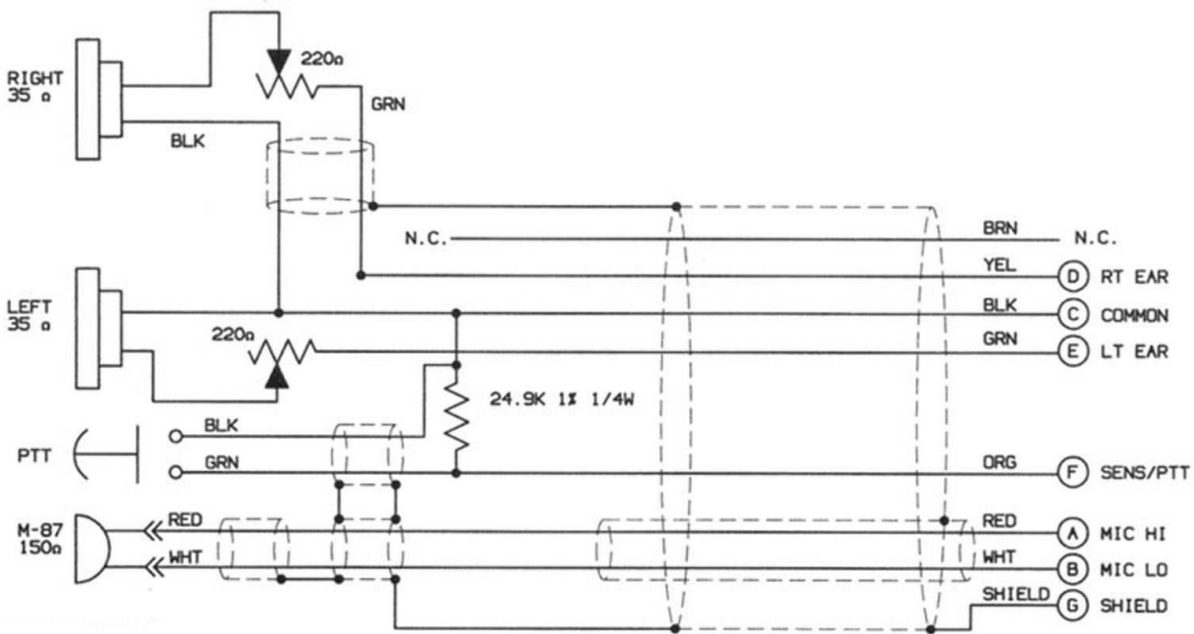 220Ω
RIGHT
35 Ω
GRN
BLK
N.C.
BRN
N.C.
YEL
D RT EAR
LEFT
35 Ω
BLK
C COMMON
220Ω
GRN
E LT EAR
24.9K 1% 1/4W
BLK
PTT
GRN
ORG
F SENS/PTT
M-87
150Ω
RED
RED
A MIC HI
WHT
WHT
B MIC LO
SHIELD
G SHIELD